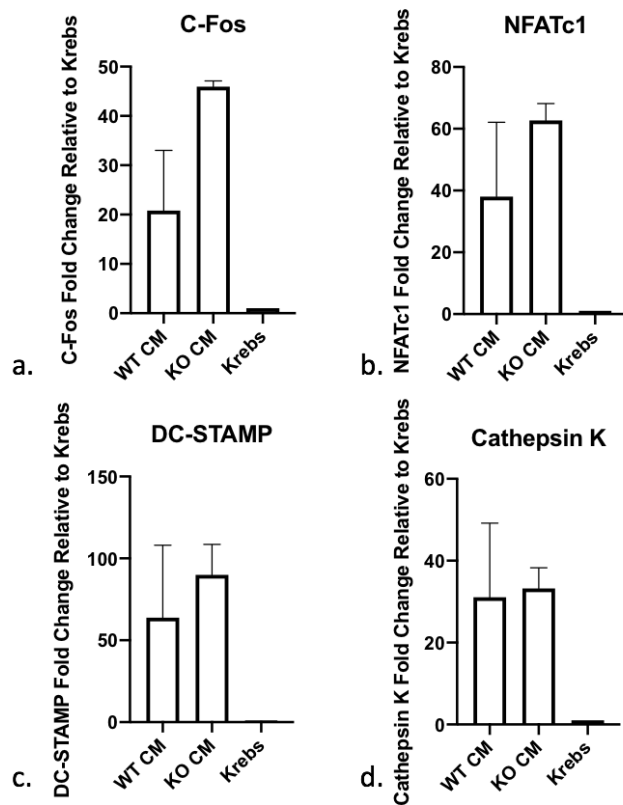 C-Fos
C-Fos Fold Change Relative to Krebs
50
40
30
20
10
0
WT CM
KO CM
Krebs
a.
NFATc1
NFATc1 Fold Change Relative to Krebs
80
60
40
20
0
WT CM
KO CM
Krebs
b.
DC-STAMP
DC-STAMP Fold Change Relative to Krebs
150
100
50
0
WT CM
KO CM
Krebs
c.
Cathepsin K
Cathepsin K Fold Change Relative to Krebs
60
40
20
0
WT CM
KO CM
Krebs
d.